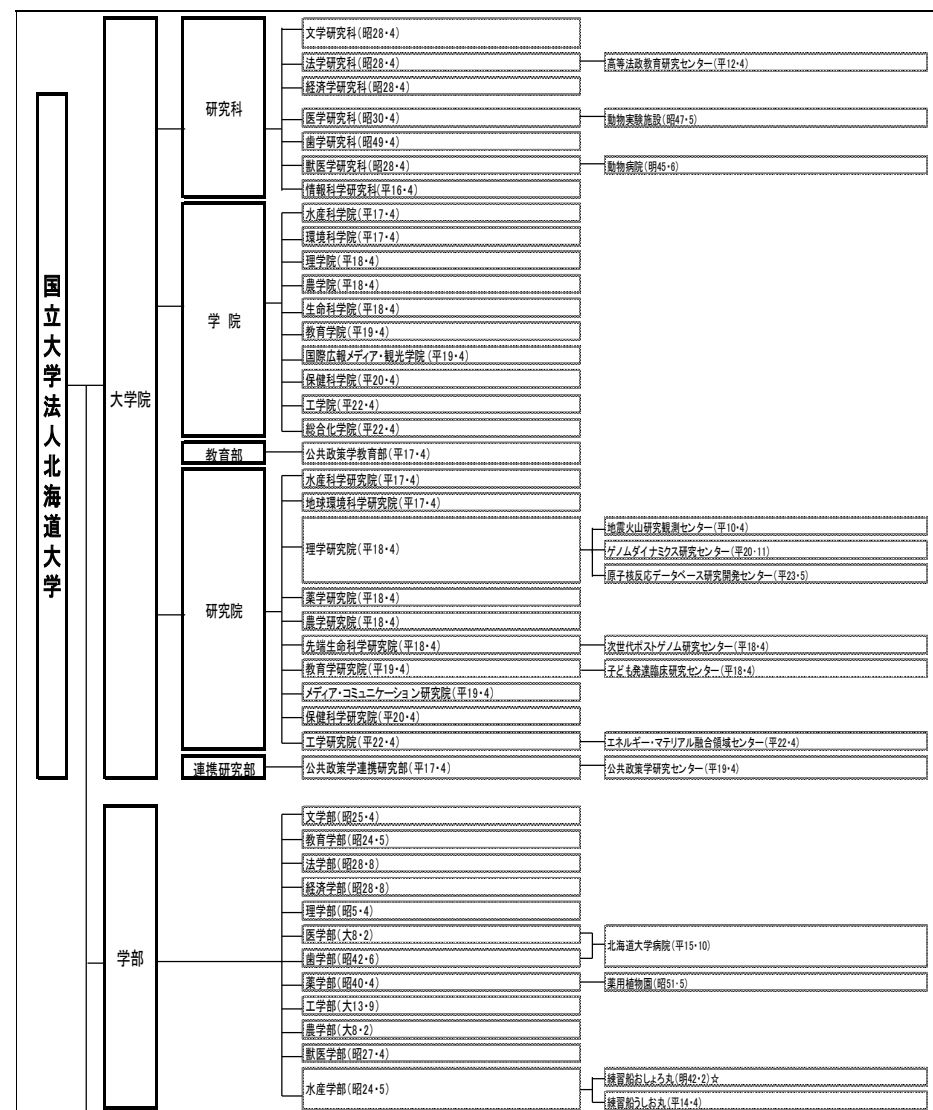 国立大学法人北海道大学
大学院
研究科
文学研究科(昭28・4)
法学研究科(昭28・4)
高等法政教育研究センター(平12・4)
経済学研究科(昭28・4)
医学研究科(昭30・4)
動物実験施設(昭47・5)
歯学研究科(昭49・4)
獣医学研究科(昭28・4)
動物病院(明45・6)
情報科学研究科(平16・4)
学 院
水産科学院(平17・4)
環境科学院(平17・4)
理学院(平18・4)
農学院(平18・4)
生命科学院(平18・4)
教育学院(平19・4)
国際広報メディア・観光学院(平19・4)
保健科学院(平20・4)
工学院(平22・4)
総合化学院(平22・4)
教育部
公共政策学教育部(平17・4)
研究院
水産科学研究院(平17・4)
地球環境科学研究院(平17・4)
理学研究院(平18・4)
地震火山研究観測センター(平10・4)
ゲノムダイナミクス研究センター(平20・11)
原子核反応データベース研究開発センター(平23・5)
薬学研究院(平18・4)
農学研究院(平18・4)
先端生命科学研究院(平18・4)
次世代ポストゲノム研究センター(平18・4)
教育学研究院(平19・4)
子ども発達臨床研究センター(平18・4)
メディア・コミュニケーション研究院(平19・4)
保健科学研究院(平20・4)
工学研究院(平22・4)
エネルギー・マテリアル融合領域センター(平22・4)
連携研究部
公共政策学連携研究部(平17・4)
公共政策学研究センター(平19・4)
学部
文学部(昭25・4)
教育学部(昭24・5)
法学部(昭28・8)
経済学部(昭28・8)
理学部(昭5・4)
医学部(大8・2)
北海道大学病院(平15・10)
歯学部(昭42・6)
薬学部(昭40・4)
薬用植物園(昭51・5)
工学部(大13・9)
農学部(大8・2)
獣医学部(昭27・4)
水産学部(昭24・5)
練習船おしょろ丸(明42・2)☆
練習船うしお丸(平14・4)